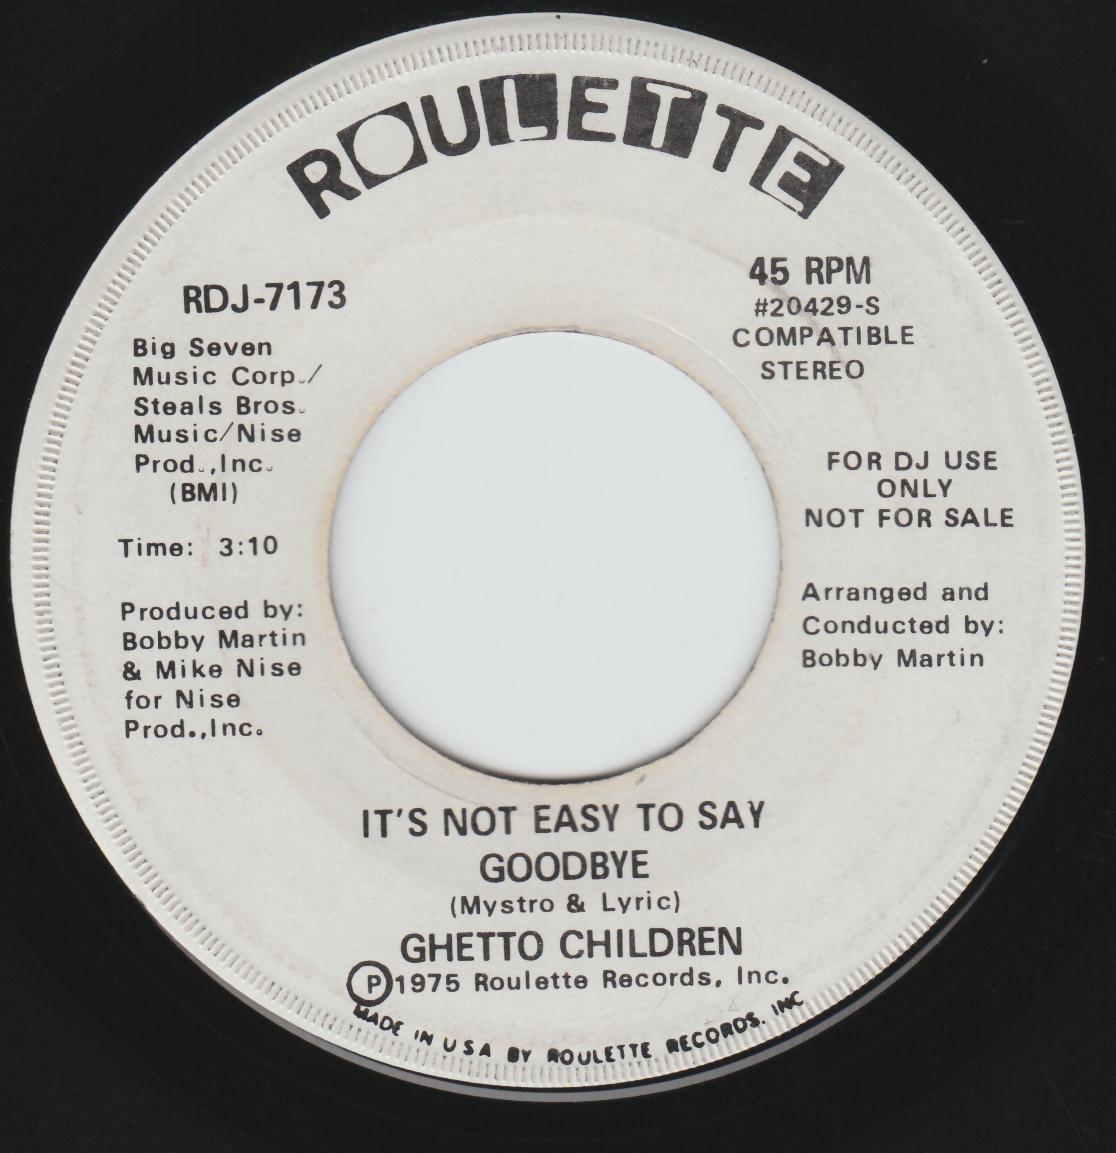 ROULETTE
RDJ-7173
Big Seven
Music Corp./
Steals Bros.
Music/Nise
Prod.,Inc.
(BMI)
Time: 3:10
Produced by:
Bobby Martin
& Mike Nise
for Nise
Prod.,Inc.
45 RPM
#20429-S
COMPATIBLE
STEREO
FOR DJ USE
ONLY
NOT FOR SALE
Arranged and
Conducted by:
Bobby Martin
IT'S NOT EASY TO SAY
GOODBYE
(Mystro & Lyric)
GHETTO CHILDREN
Ⓟ1975 Roulette Records, Inc.
MADE IN U S A BY ROULETTE RECORDS. INC